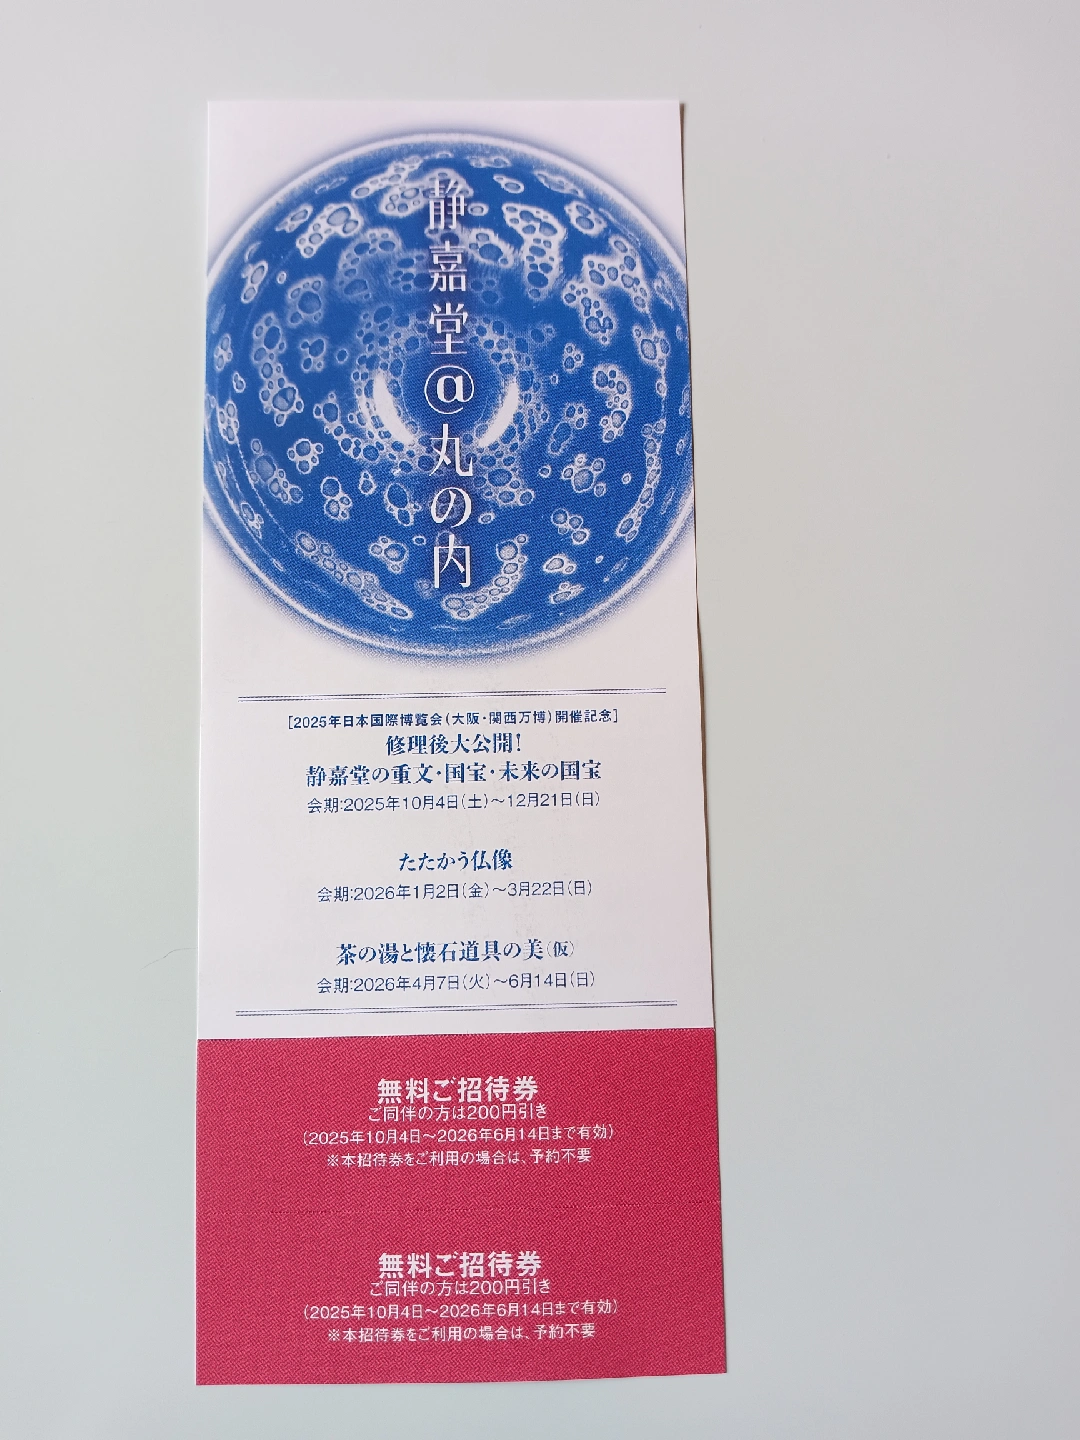 静嘉堂@丸の内
[2025年日本国際博覧会(大阪・関西万博)開催記念]
修理後大公開!
静嘉堂の重文・国宝・未来の国宝
会期:2025年10月4日(土)〜12月21日(日)
たたかう仏像
会期:2026年1月2日(金)〜3月22日(日)
茶の湯と懐石道具の美(仮)
会期:2026年4月7日(火)〜6月14日(日)
無料ご招待券
ご同伴の方は200円引き
(2025年10月4日〜2026年6月14日まで有効)
※本招待券をご利用の場合は、予約不要
無料ご招待券
ご同伴の方は200円引き
(2025年10月4日〜2026年6月14日まで有効)
※本招待券をご利用の場合は、予約不要